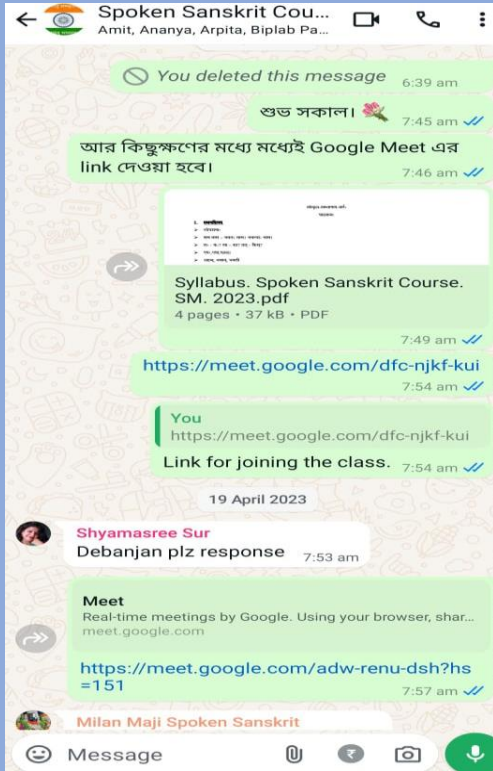 Spoken Sanskrit Cou...
Amit, Ananya, Arpita, Biplab Pa...
You deleted this message 6:39 am
শুভ সকাল। 💐 7:45 am
আর কিছুক্ষণের মধ্যে মধ্যেই Google Meet এর
link দেওয়া হবে। 7:46 am
Syllabus. Spoken Sanskrit Course.
SM. 2023.pdf
4 pages • 37 kB • PDF
7:49 am
https://meet.google.com/dfc-njkf-kui
7:54 am
You
https://meet.google.com/dfc-njkf-kui
Link for joining the class. 7:54 am
19 April 2023
Shyamasree Sur
Debanjan plz response 7:53 am
Meet
Real-time meetings by Google. Using your browser, shar...
meet.google.com
https://meet.google.com/adw-renu-dsh?hs
=151 7:57 am
Milan Maji Spoken Sanskrit
Message